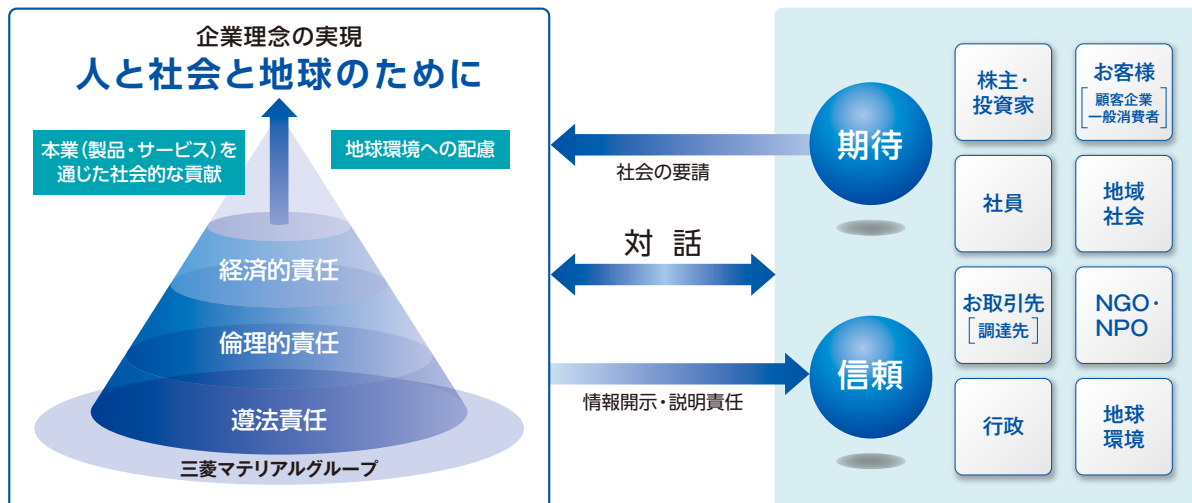 企業理念の実現
人と社会と地球のために
本業（製品・サービス）を
通じた社会的な貢献
地球環境への配慮
経済的責任
倫理的責任
遵法責任
三菱マテリアルグループ
社会の要請
対 話
情報開示・説明責任
期待
信頼
株主・
投資家
お客様
顧客企業
一般消費者
社員
地域
社会
お取引先
[調達先]
NGO・
NPO
行政
地球
環境